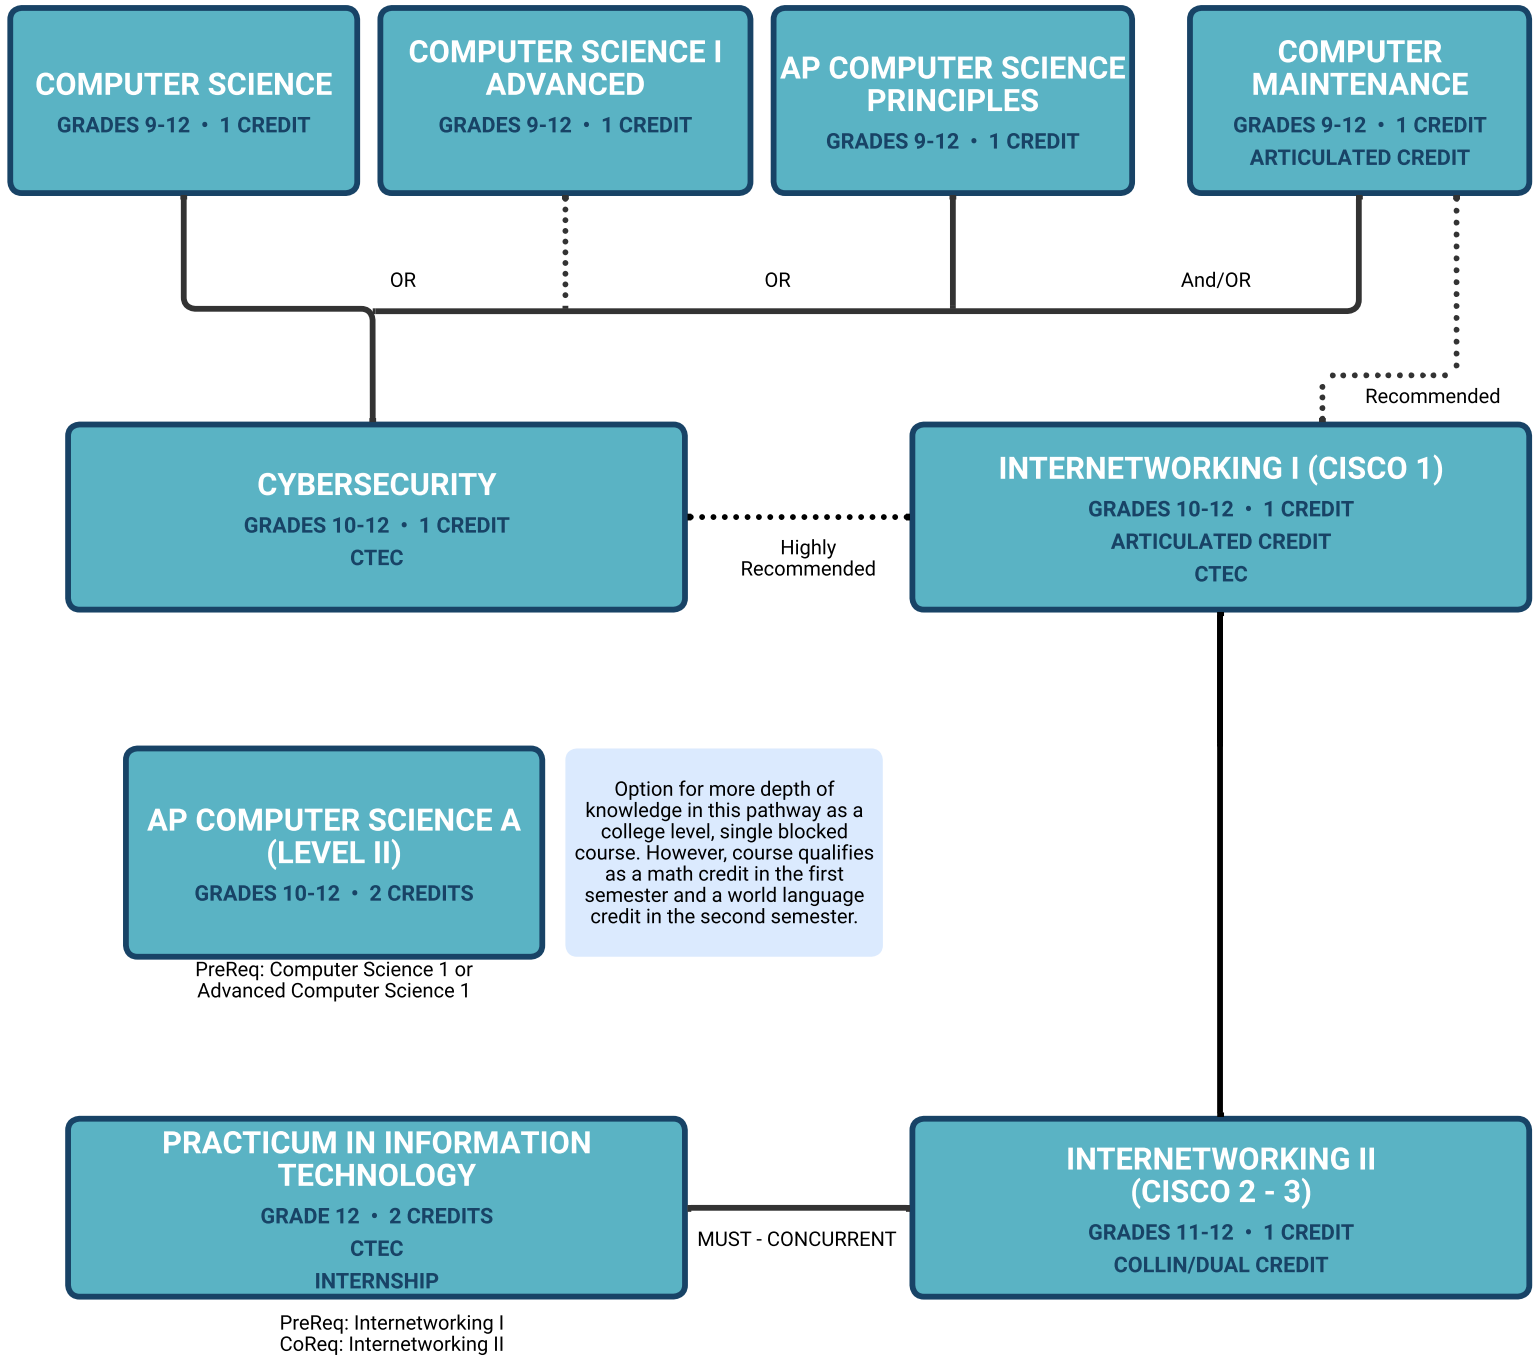 COMPUTER SCIENCE
GRADES 9-12 • 1 CREDIT
COMPUTER SCIENCE I
ADVANCED
GRADES 9-12 • 1 CREDIT
AP COMPUTER SCIENCE
PRINCIPLES
GRADES 9-12 • 1 CREDIT
COMPUTER
MAINTENANCE
GRADES 9-12 • 1 CREDIT
ARTICULATED CREDIT
OR
OR
And/OR
Recommended
CYBERSECURITY
GRADES 10-12 • 1 CREDIT
CTEC
Highly
Recommended
INTERNETWORKING I (CISCO 1)
GRADES 10-12 • 1 CREDIT
ARTICULATED CREDIT
CTEC
AP COMPUTER SCIENCE A
(LEVEL II)
GRADES 10-12 • 2 CREDITS
PreReq: Computer Science 1 or
Advanced Computer Science 1
Option for more depth of
knowledge in this pathway as a
college level, single blocked
course. However, course qualifies
as a math credit in the first
semester and a world language
credit in the second semester.
PRACTICUM IN INFORMATION
TECHNOLOGY
GRADE 12 • 2 CREDITS
CTEC
INTERNSHIP
PreReq: Internetworking I
CoReq: Internetworking II
MUST - CONCURRENT
INTERNETWORKING II
(CISCO 2 - 3)
GRADES 11-12 • 1 CREDIT
COLLIN/DUAL CREDIT